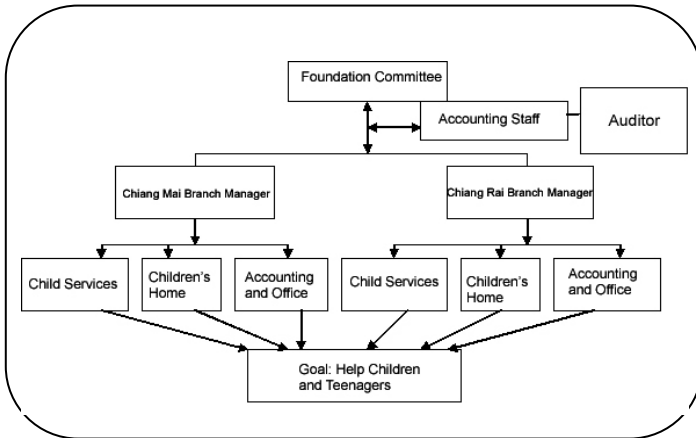 Foundation Committee
Accounting Staff
Auditor
Chiang Mai Branch Manager
Chiang Rai Branch Manager
Child Services
Children's
Home
Accounting
and Office
Child Services
Children's
Home
Accounting
and Office
Goal: Help Children
and Teenagers